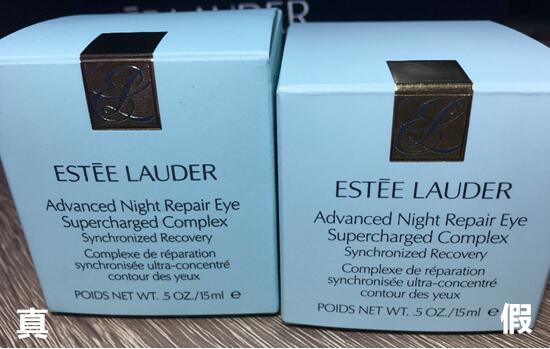 ESTĒE LAUDER
ESTĒE LAUDER
Advanced Night Repair Eye
Supercharged Complex
Synchronized Recovery
Complexe de réparation
synchronisée ultra-concentré
contour des yeux
POIDS NET WT. .5 OZ./15ml ℮
真
ESTĒE LAUDER
Advanced Night Repair Eye
Supercharged Complex
Synchronized Recovery
Complexe de réparation
synchronisée ultra-concentré
contour des yeux
POIDS NET WT. .5 OZ./15ml ℮
假